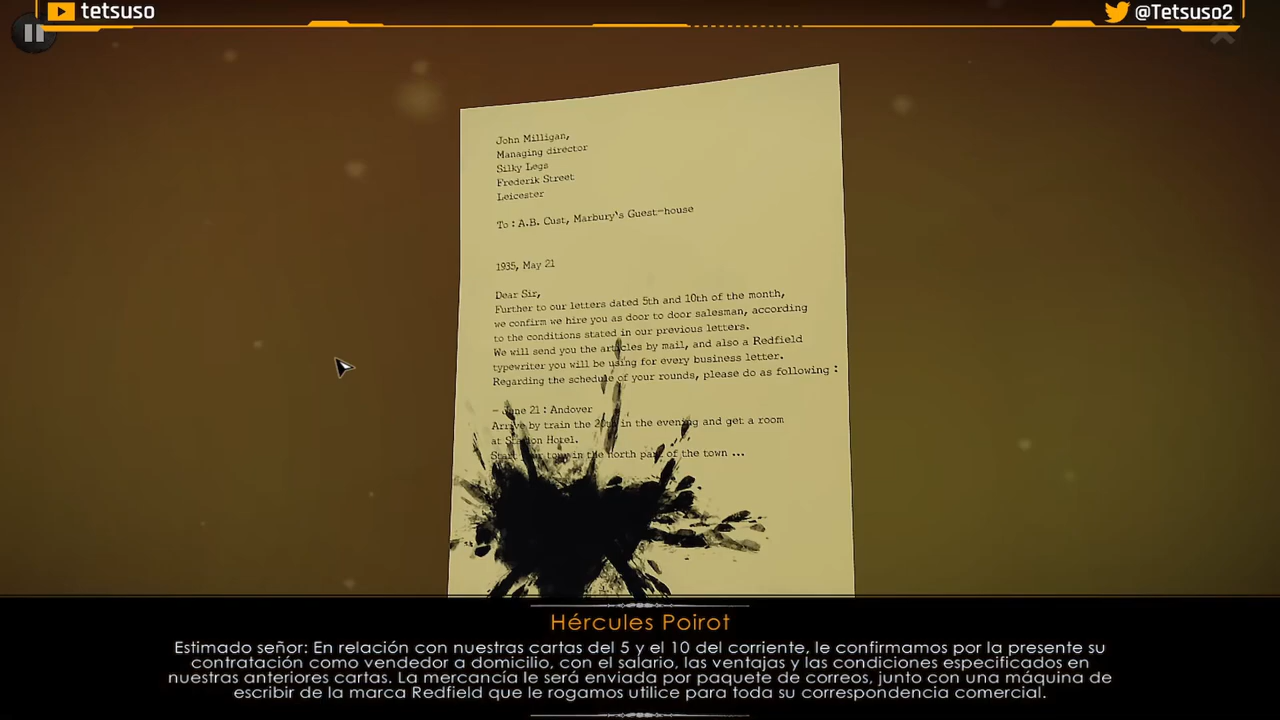 tetsuso
@Tetsuso2
John Milligan,
Managing director
Silky Legs
Frederik Street
Leicester
To : A.B. Cust, Marbury's Guest-house
1935, May 21
Dear Sir,
Further to our letters dated 5th and 10th of the month,
we confirm we hire you as door to door salesman, according
to the conditions stated in our previous letters.
We will send you the articles by mail, and also a Redfield
typewriter you will be using for every business letter.
Regarding the schedule of your rounds, please do as following :
- June 21 : Andover
Arrive by train the in the evening and get a room
at Station Hotel.
Start your tour in the north part of the town ...
Hércules Poirot
Estimado señor: En relación con nuestras cartas del 5 y el 10 del corriente, le confirmamos por la presente su
contratación como vendedor a domicilio, con el salario, las ventajas y las condiciones especificados en
nuestras anteriores cartas. La mercancía le será enviada por paquete de correos, junto con una máquina de
escribir de la marca Redfield que le rogamos utilice para toda su correspondencia comercial.